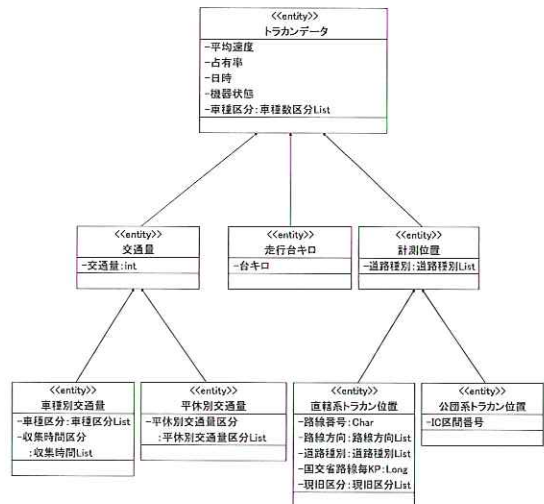 <<entity>>
トラカンデータ
-平均速度
-占有率
-日時
-機器状態
-車種区分:車種数区分List
<<entity>>
交通量
-交通量:int
<<entity>>
走行台キロ
-台キロ
<<entity>>
計測位置
-道路種別:道路種別List
<<entity>>
車種別交通量
-車種区分:車種区分List
-収集時間区分
:収集時間List
<<entity>>
平休別交通量
-平休別交通量区分
:平休別交通量区分List
<<entity>>
直轄系トラカン位置
-路線番号:Char
-路線方向:路線方向List
-道路種別:道路種別List
-国交省路線毎KP:Long
-現旧区分:現旧区分List
<<entity>>
公団系トラカン位置
-IC区間番号